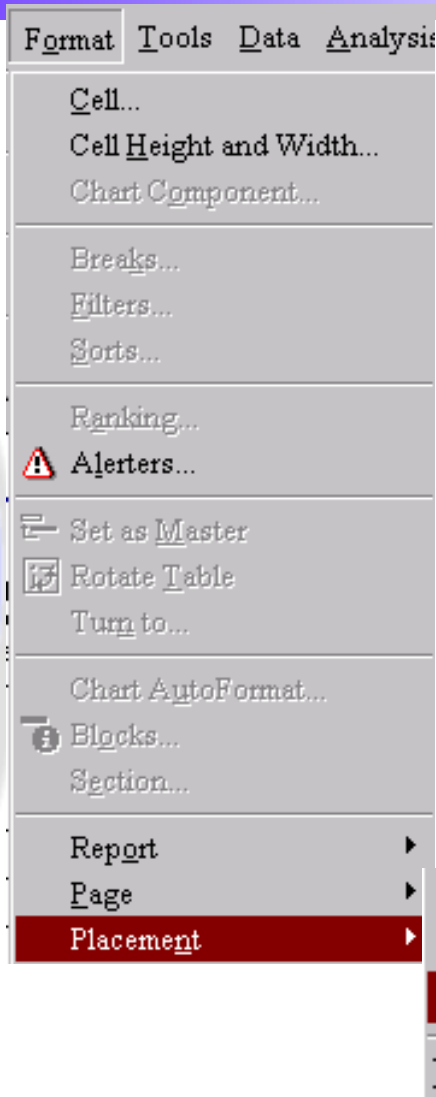 Format Tools Data Analysis
Cell...
Cell Height and Width...
Chart Component...
Breaks...
Filters...
Sorts...
Ranking...
Alerters...
Set as Master
Rotate Table
Turn to...
Chart AutoFormat...
Blocks...
Section...
Report
Page
Placement